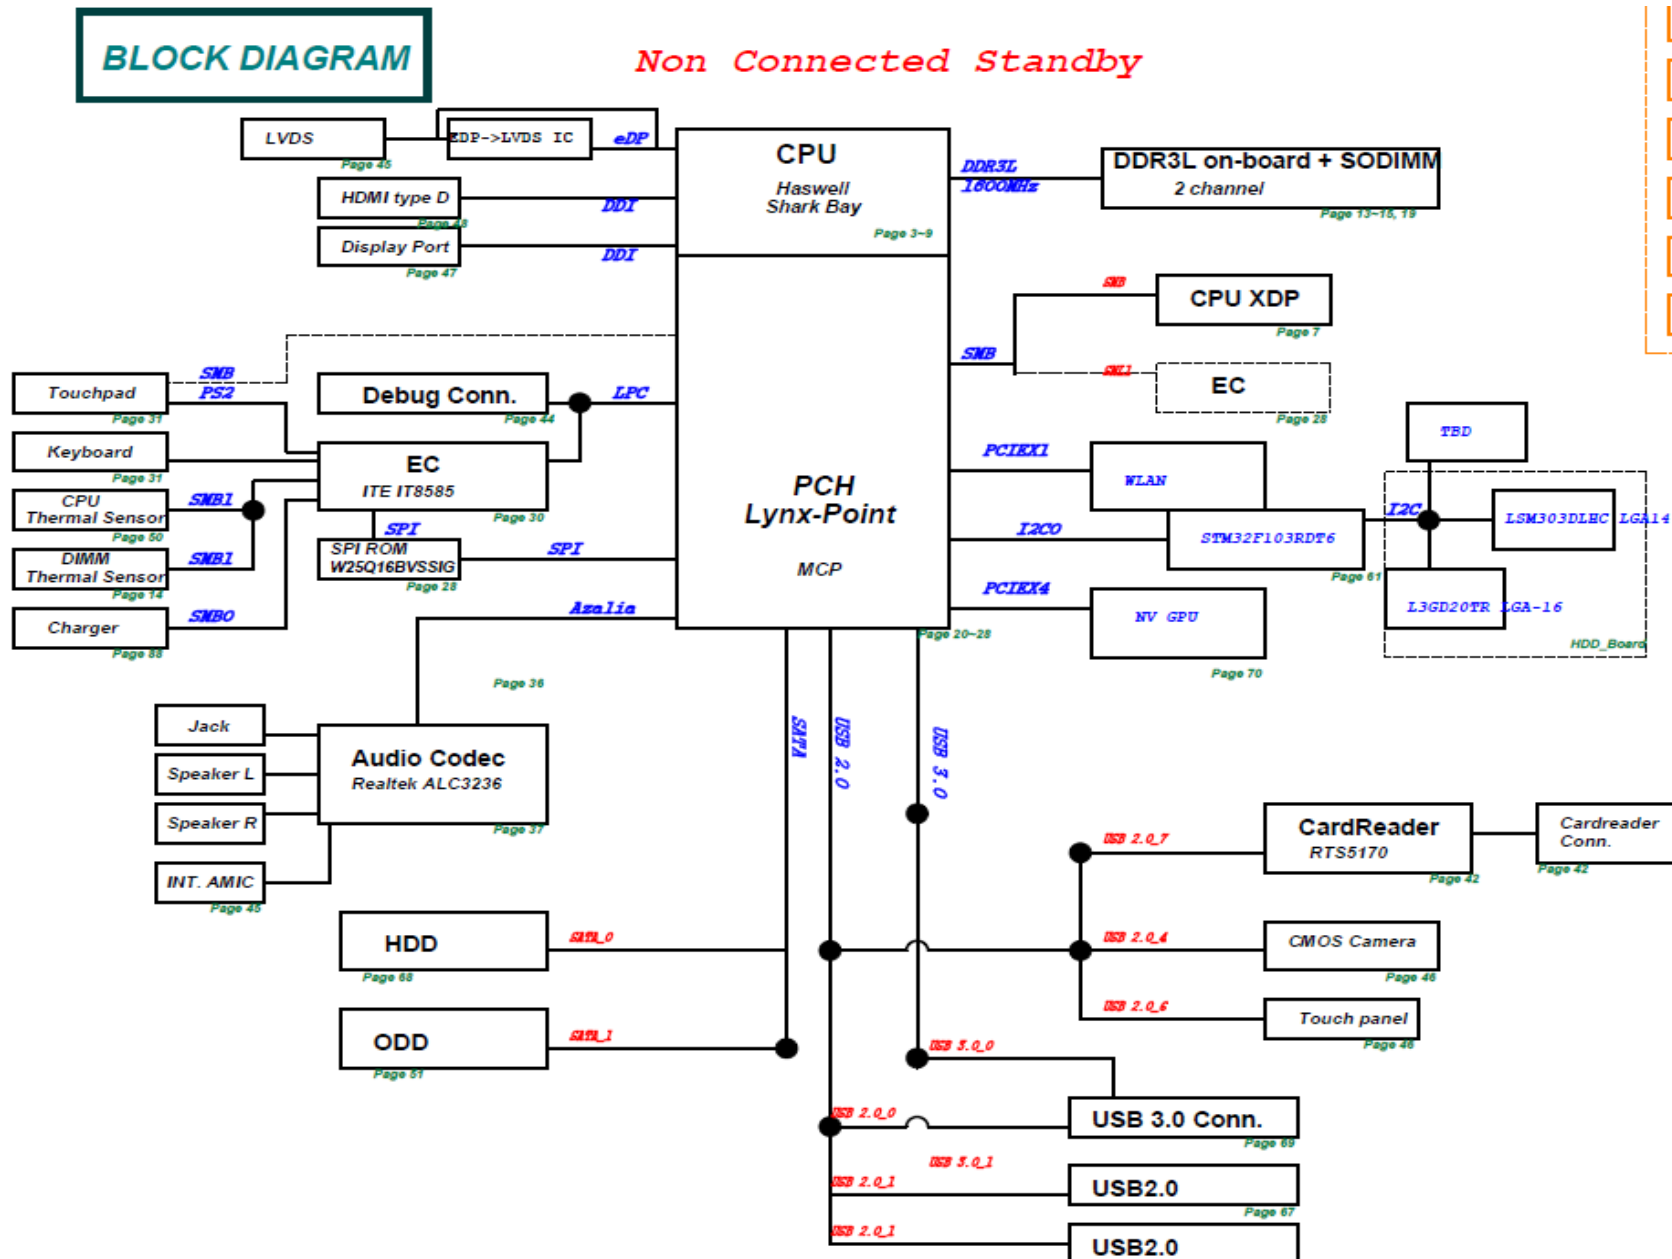 BLOCK DIAGRAM
Non Connected Standby
LVDS
Page 45
EDP->LVDS IC
eDP
CPU
Haswell
Shark Bay
Page 3~9
DDR3L
1600MHz
DDR3L on-board + SODIMM
2 channel
Page 13~15, 19
HDMI type D
Page 48
DDI
Display Port
Page 47
DDI
SMB
CPU XDP
Page 7
SMB
SML1
EC
Page 28
Touchpad
Page 31
SMB
PS2
Debug Conn.
Page 44
LPC
Keyboard
Page 31
EC
ITE IT8585
Page 30
CPU
Thermal Sensor
Page 50
SMB1
DIMM
Thermal Sensor
Page 14
SMB1
SPI
SPI ROM
W25Q16BVSSIG
Page 28
SPI
Charger
Page 88
SMB0
Azalia
PCH
Lynx-Point
MCP
Page 20~28
PCIEX1
WLAN
I2C0
STM32F103RDT6
Page 61
PCIEX4
NV GPU
Page 70
TBD
I2C
LSM303DLHC LGA14
L3GD20TR LGA-16
HDD_Board
Page 36
Jack
Speaker L
Speaker R
INT. AMIC
Page 45
Audio Codec
Realtek ALC3236
Page 37
SATA
USB 2.0
USB 3.0
HDD
Page 68
SATA_0
ODD
Page 51
SATA_1
USB 2.0_7
CardReader
RTS5170
Page 42
Cardreader
Conn.
Page 42
USB 2.0_4
CMOS Camera
Page 46
USB 2.0_6
Touch panel
Page 46
USB 3.0_0
USB 2.0_0
USB 3.0 Conn.
Page 69
USB 3.0_1
USB 2.0_1
USB2.0
Page 67
USB 2.0_1
USB2.0